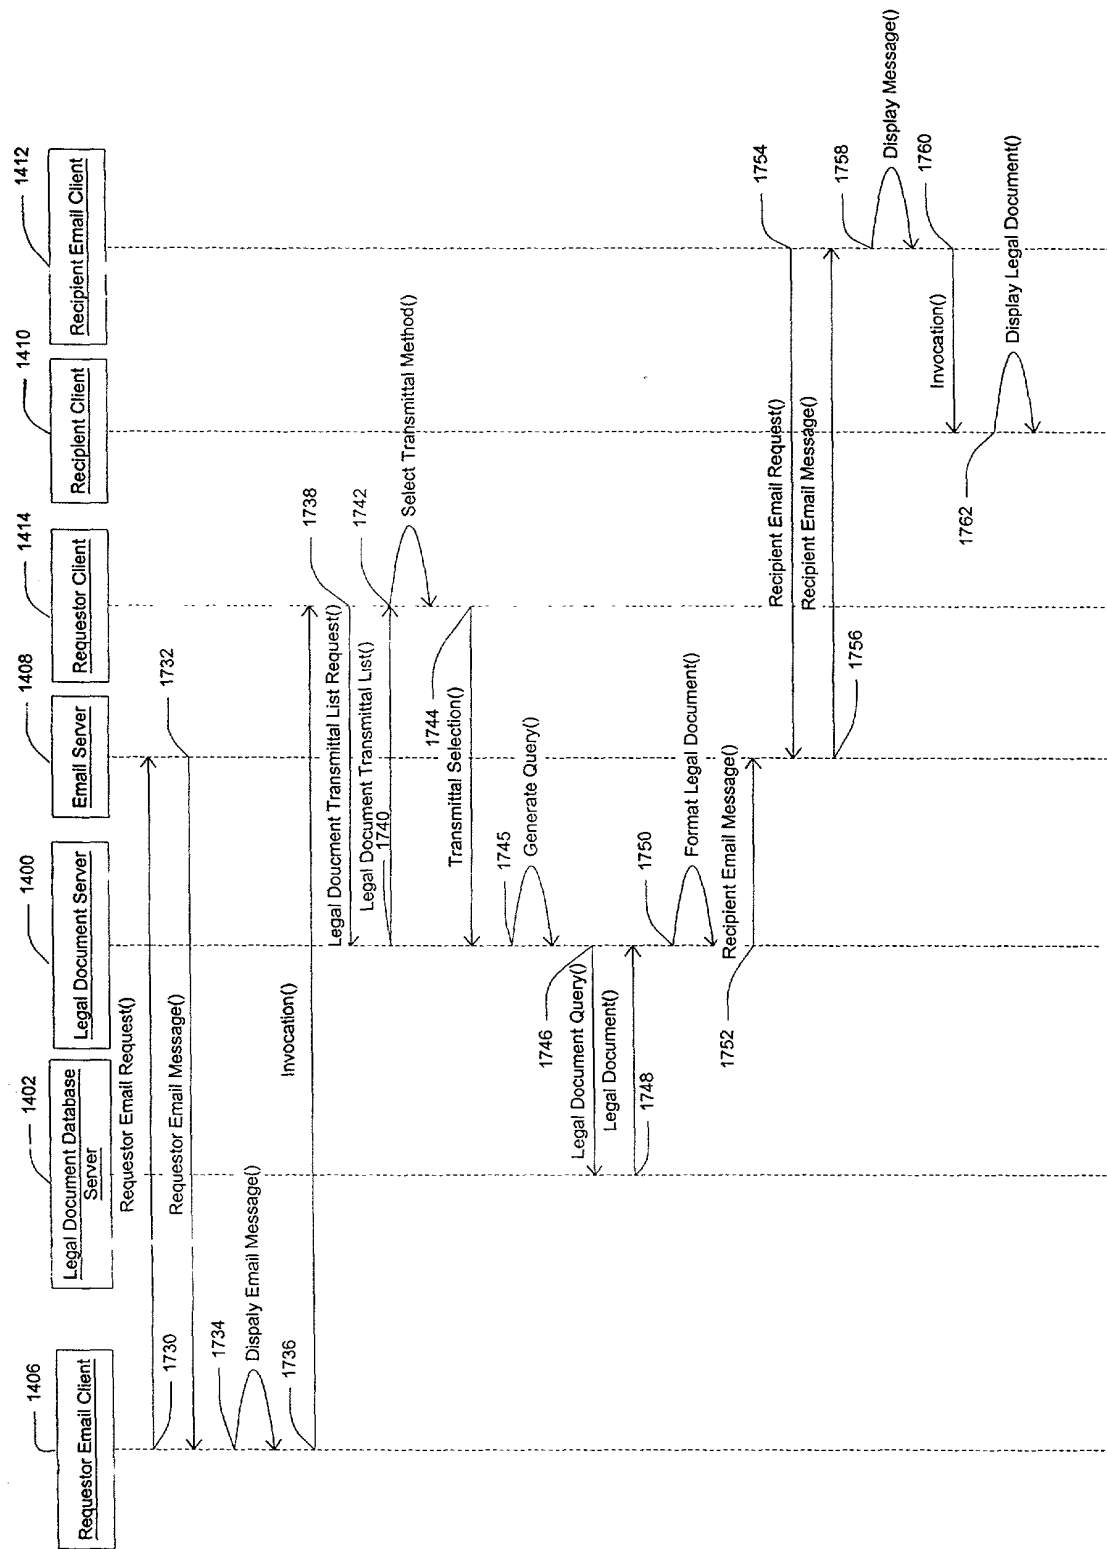 1406
Requestor Email Client
1402
Legal Document Database
Server
1400
Legal Document Server
1408
Email Server
1414
Requestor Client
1410
Recipient Client
1412
Recipient Email Client
Requestor Email Request()
1730
Requestor Email Message()
1732
1734
Dispaly Email Message()
1736
Invocation()
1738
Legal Doucment Transmittal List Request()
Legal Document Transmittal List()
1740
1742
Select Transmittal Method()
1744
Transmittal Selection()
1745
Generate Query()
1746
Legal Document Query()
Legal Document()
1748
1750
Format Legal Document()
Recipient Email Message()
1752
1754
Recipient Email Request()
Recipient Email Message()
1756
1758
Display Message()
1760
Invocation()
1762
Display Legal Document()